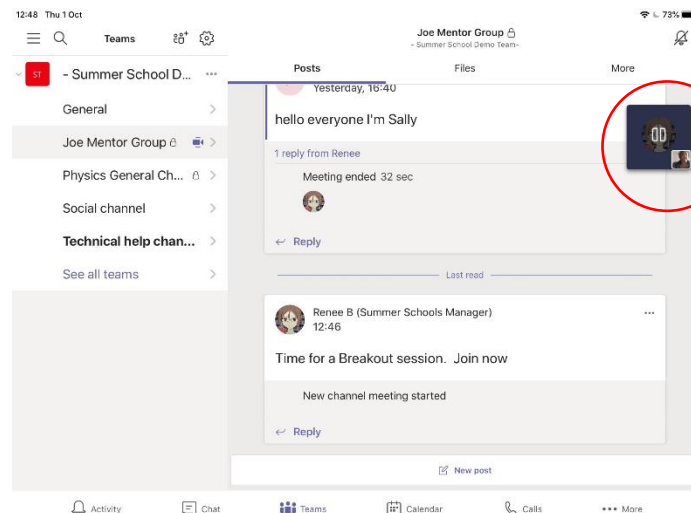 12:48 Thu 1 Oct
73%
Teams
Joe Mentor Group
- Summer School Demo Team-
ST
- Summer School D... ...
Posts
Files
More
General
Joe Mentor Group
Physics General Ch...
Social channel
Technical help chan...
See all teams
Yesterday, 16:40
hello everyone I'm Sally
1 reply from Renee
Meeting ended 32 sec
Reply
Last read
Renee B (Summer Schools Manager)
...
12:46
Time for a Breakout session. Join now
New channel meeting started
Reply
New post
Activity
Chat
Teams
Calendar
Calls
More